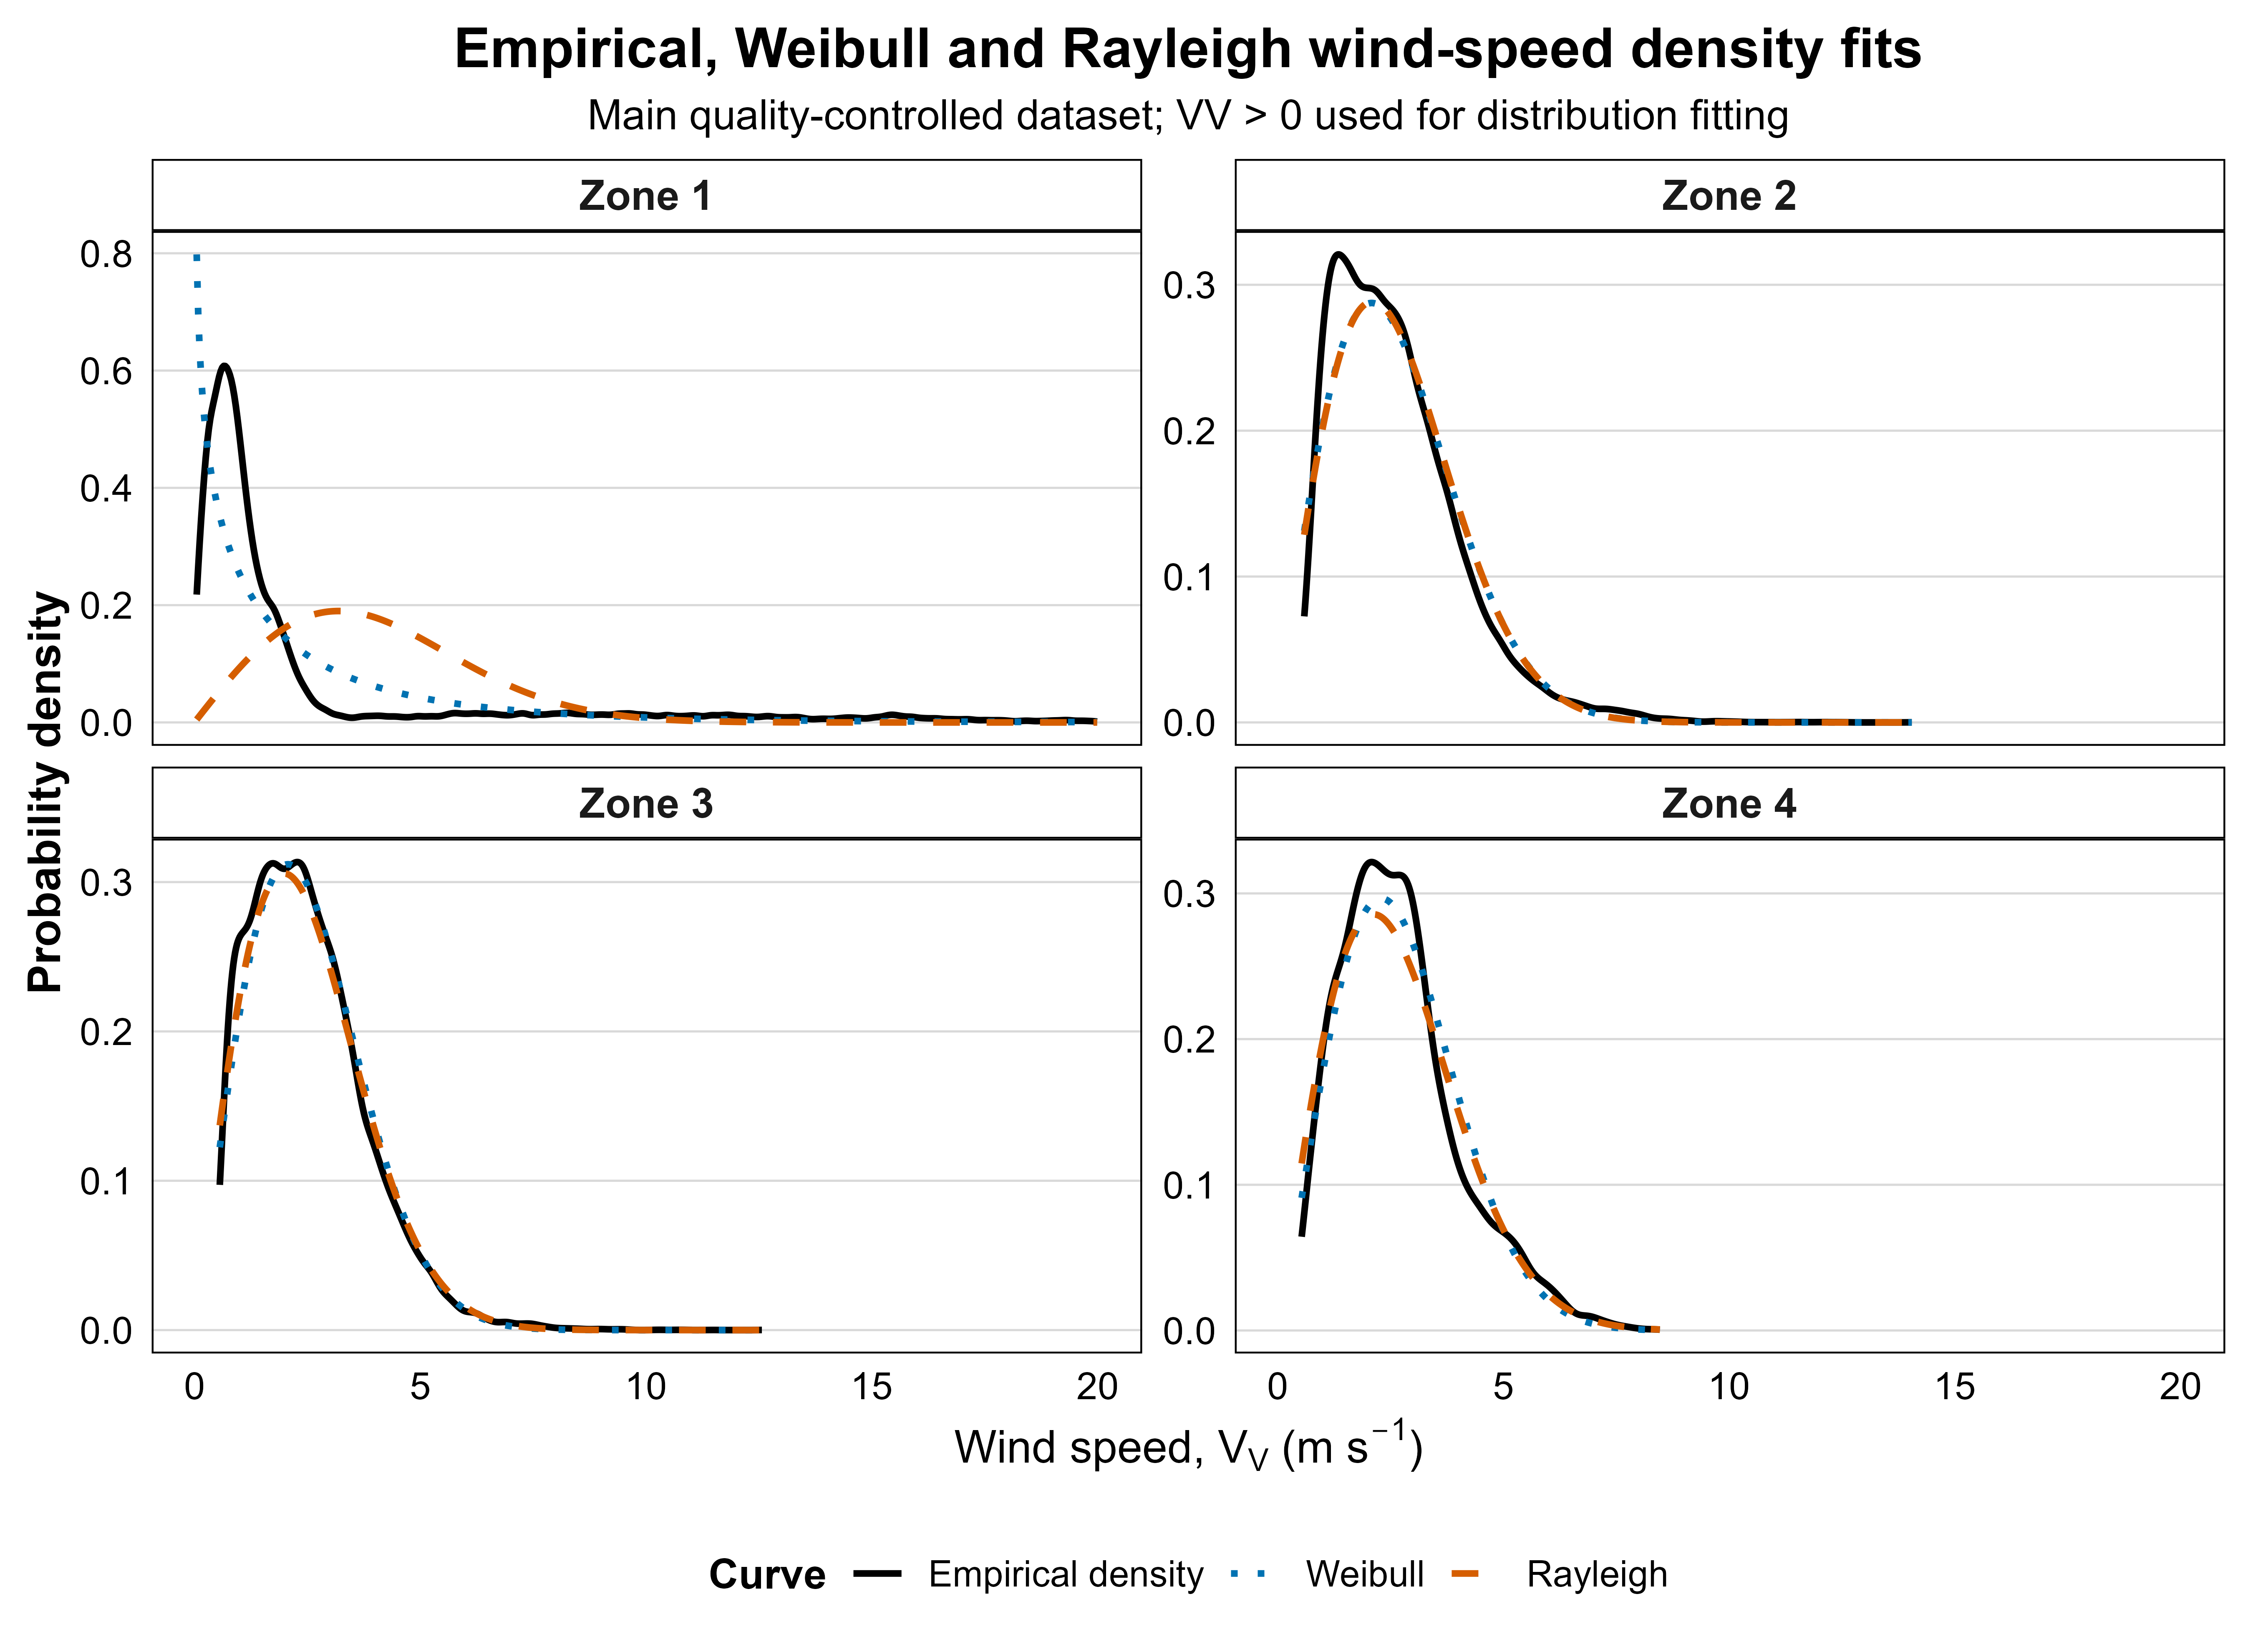 Empirical, Weibull and Rayleigh wind-speed density fits
Main quality-controlled dataset; VV > 0 used for distribution fitting
Zone 1
Zone 2
0.8
0.6
0.4
0.2
0.0
0.3
0.2
0.1
0.0
Probability density
Zone 3
Zone 4
0.3
0.2
0.1
0.0
0.3
0.2
0.1
0.0
0 5 10 15 20
0 5 10 15 20
Wind speed, V_V (m s⁻¹)
Curve Empirical density Weibull Rayleigh